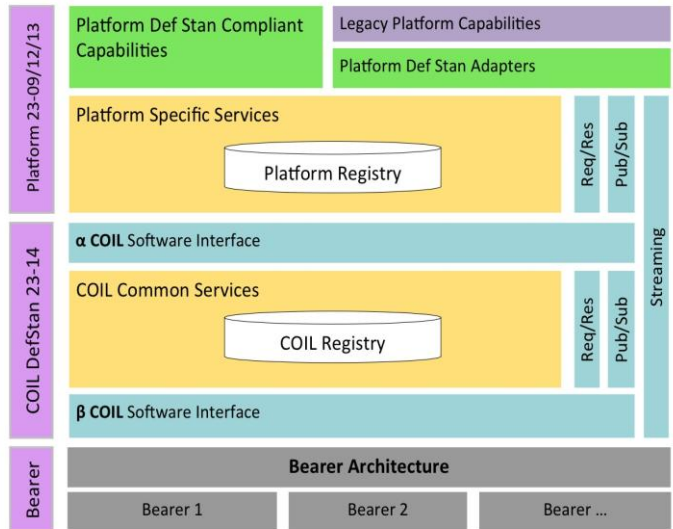 Platform 23-09/12/13
Platform Def Stan Compliant
Capabilities
Legacy Platform Capabilities
Platform Def Stan Adapters
Platform Specific Services
Platform Registry
Req/Res
Pub/Sub
Streaming
α COIL Software Interface
COIL DefStan 23-14
COIL Common Services
COIL Registry
Req/Res
Pub/Sub
β COIL Software Interface
Bearer
Bearer Architecture
Bearer 1
Bearer 2
Bearer ...